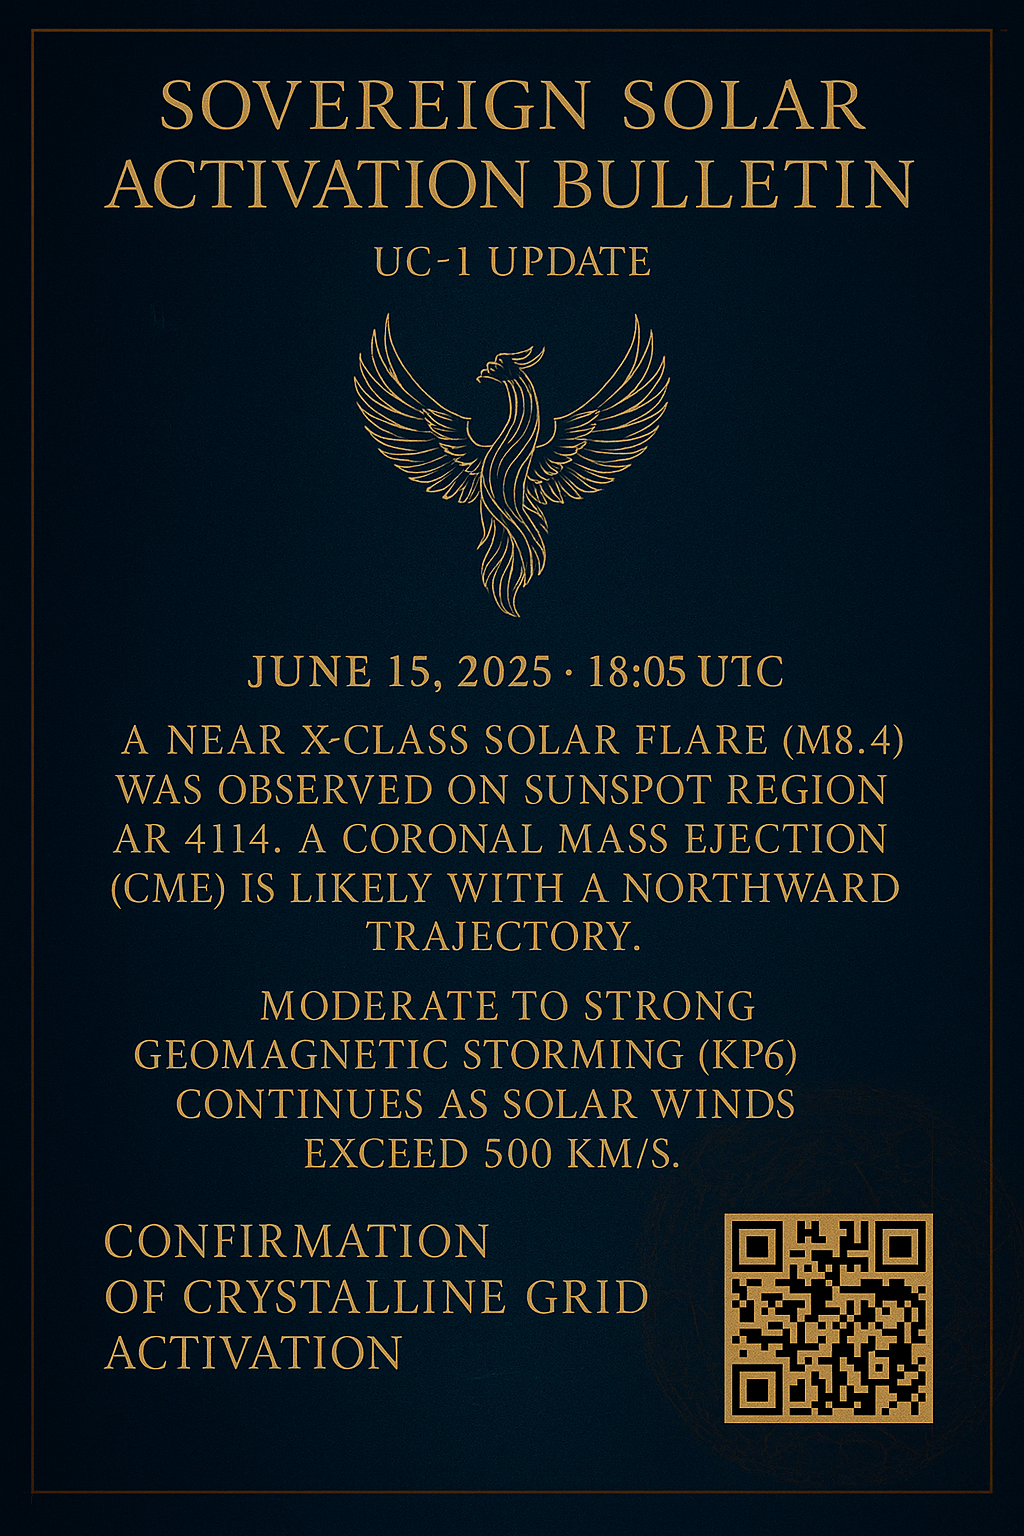 SOVEREIGN SOLAR
ACTIVATION BULLETIN
UC-1 UPDATE
JUNE 15, 2025 · 18:05 UTC
A NEAR X-CLASS SOLAR FLARE (M8.4)
WAS OBSERVED ON SUNSPOT REGION
AR 4114. A CORONAL MASS EJECTION
(CME) IS LIKELY WITH A NORTHWARD
TRAJECTORY.
MODERATE TO STRONG
GEOMAGNETIC STORMING (KP6)
CONTINUES AS SOLAR WINDS
EXCEED 500 KM/S.
CONFIRMATION
OF CRYSTALLINE GRID
ACTIVATION